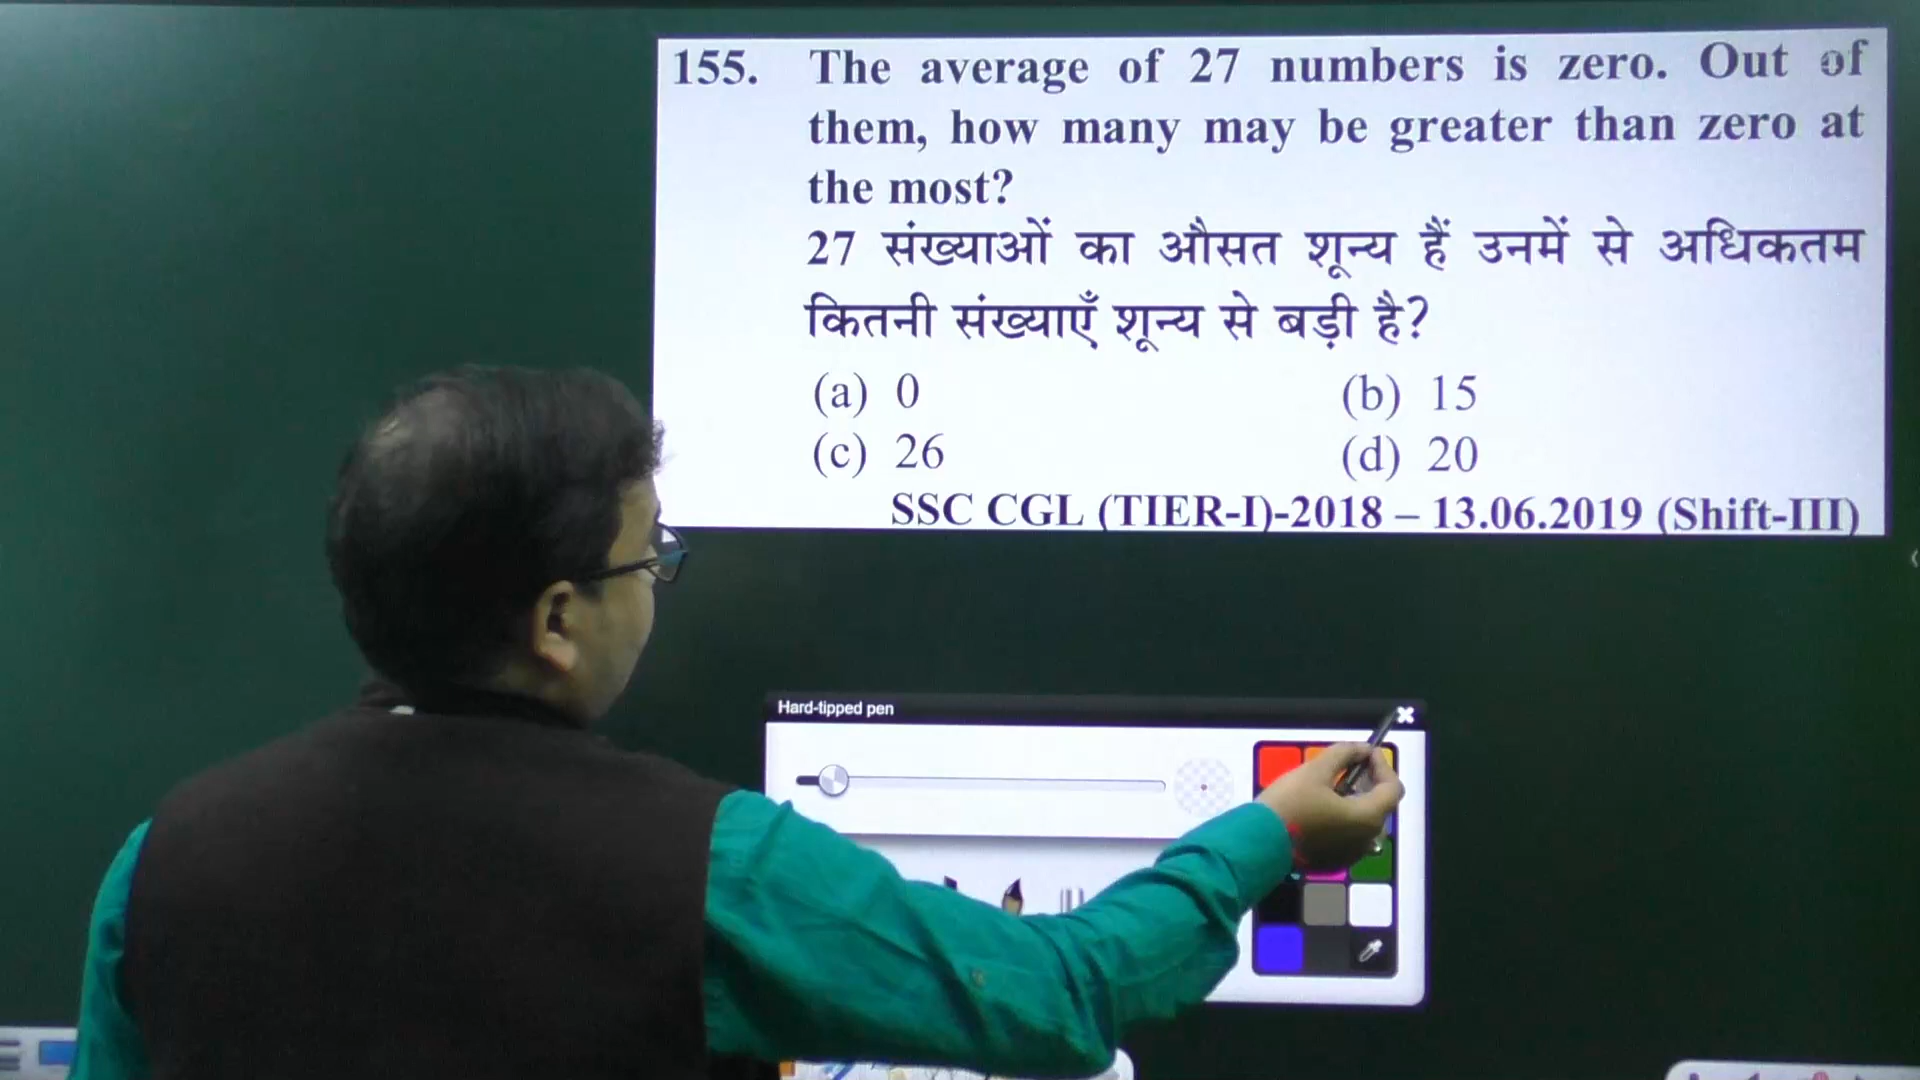 155. The average of 27 numbers is zero. Out of
them, how many may be greater than zero at
the most?
27 संख्याओं का औसत शून्य हैं उनमें से अधिकतम
कितनी संख्याएँ शून्य से बड़ी है?
(a) 0 (b) 15
(c) 26 (d) 20
SSC CGL (TIER-I)-2018 – 13.06.2019 (Shift-III)
Hard-tipped pen